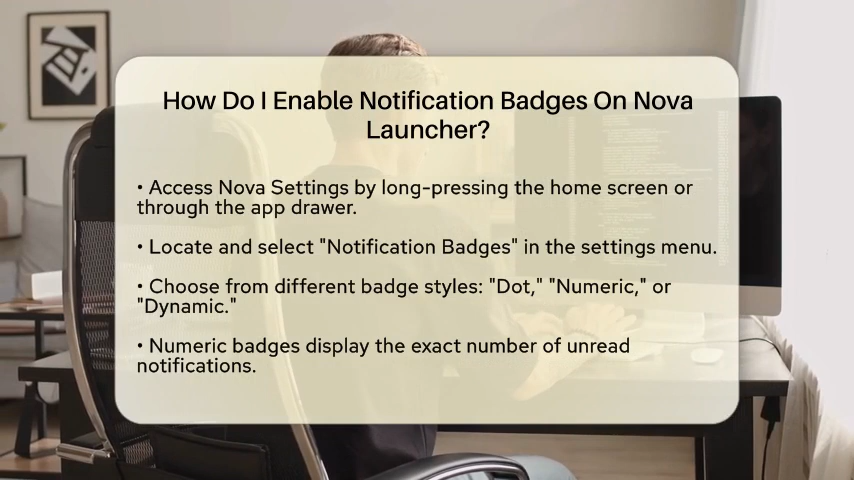 How Do I Enable Notification Badges On Nova
Launcher?
• Access Nova Settings by long-pressing the home screen or
through the app drawer.
• Locate and select "Notification Badges" in the settings menu.
• Choose from different badge styles: "Dot," "Numeric," or
"Dynamic."
• Numeric badges display the exact number of unread
notifications.